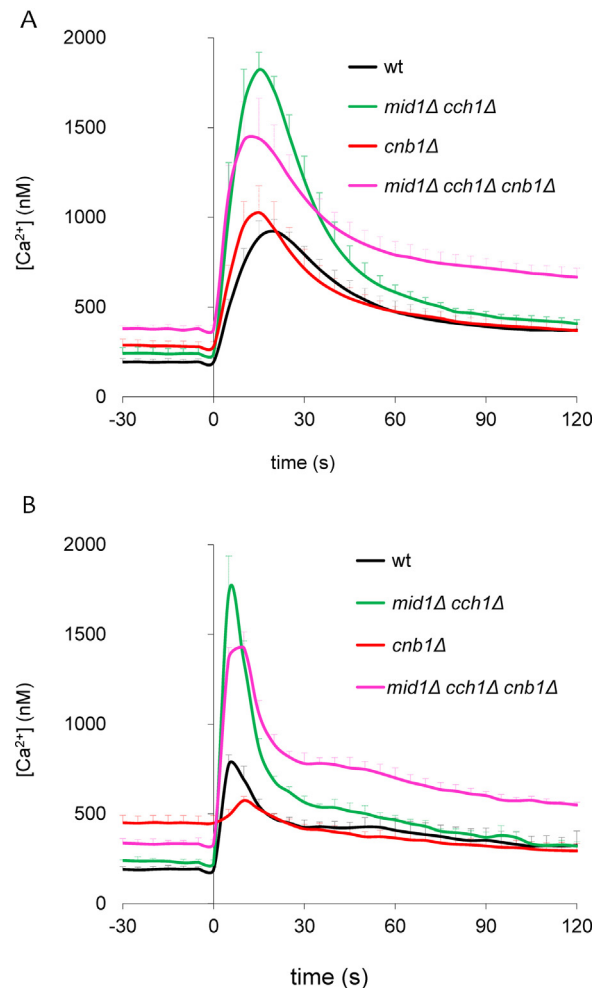 A
2000
1500
1000
500
0
[Ca²⁺] (nM)
wt
mid1Δ cch1Δ
cnb1Δ
mid1Δ cch1Δ cnb1Δ
-30 0 30 60 90 120
time (s)
B
2000
1500
1000
500
0
[Ca²⁺] (nM)
wt
mid1Δ cch1Δ
cnb1Δ
mid1Δ cch1Δ cnb1Δ
-30 0 30 60 90 120
time (s)